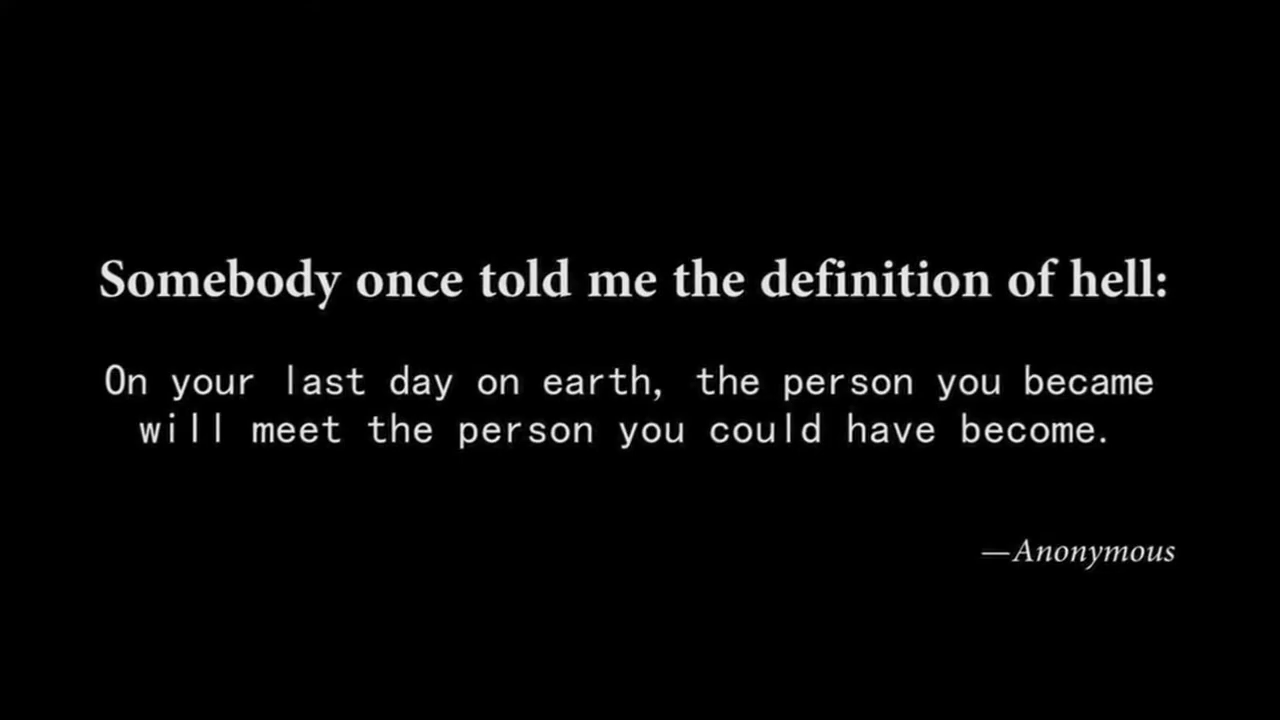 Somebody once told me the definition of hell:
On your last day on earth, the person you became
will meet the person you could have become.
—Anonymous